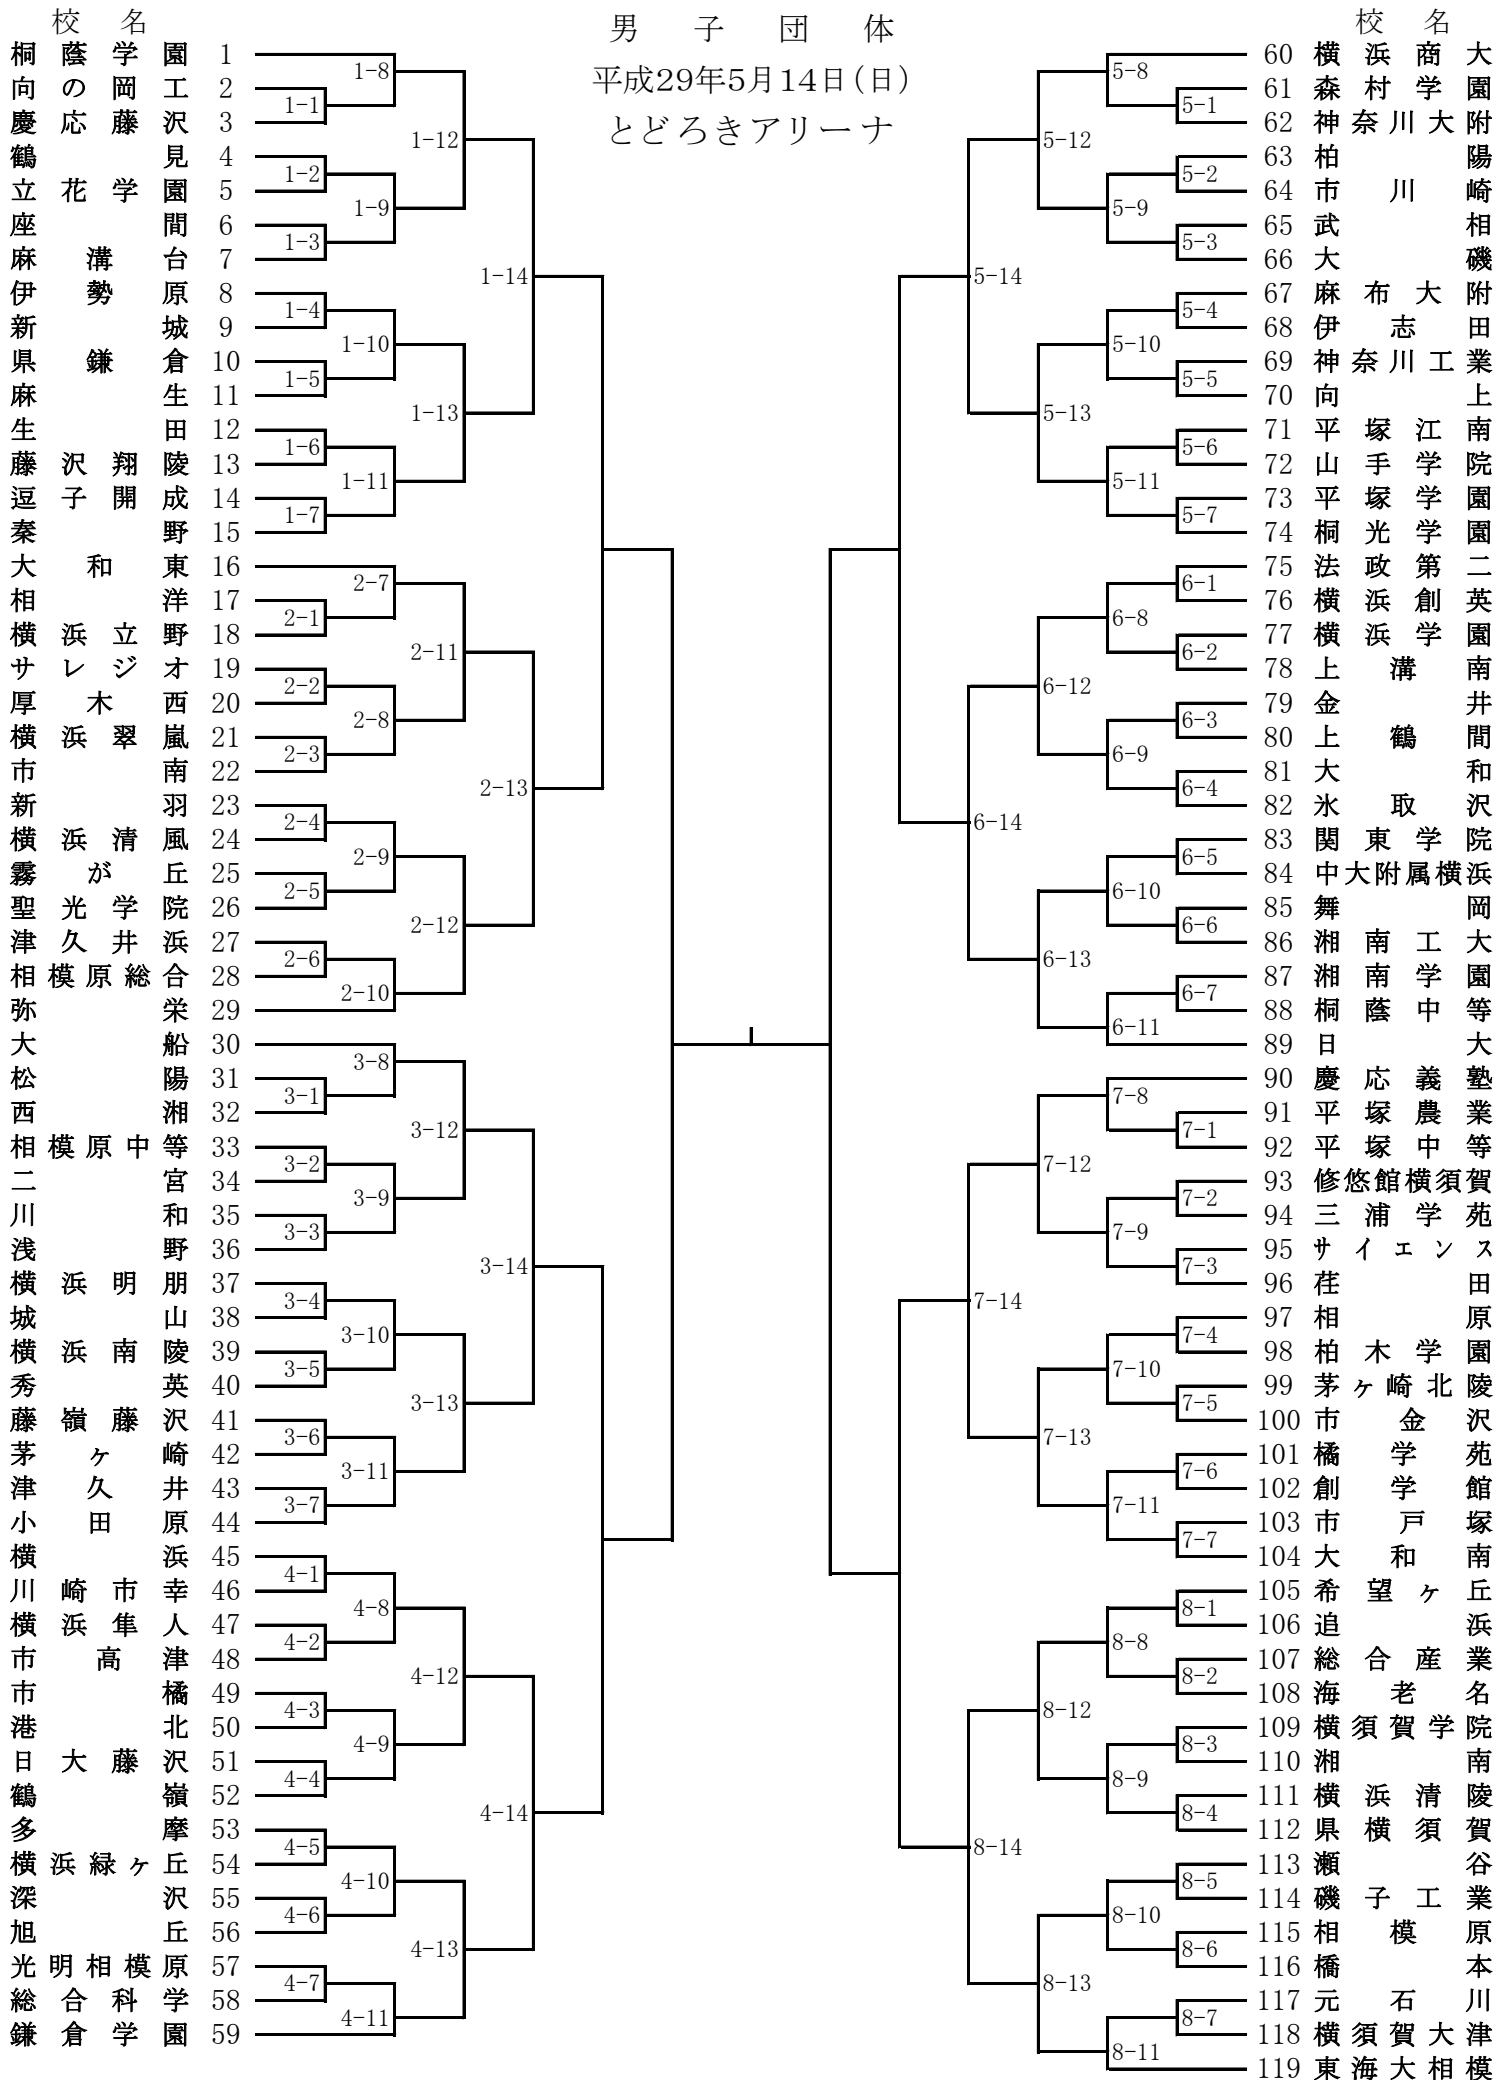 男子団体
平成29年5月14日(日)
とどろきアリーナ
校名
桐蔭学園 1
向の岡工 2
慶応藤沢 3
鶴見 4
立花学園 5
座間 6
麻溝台 7
伊勢原 8
新城 9
県鎌倉 10
麻生 11
生田 12
藤沢翔陵 13
逗子開成 14
秦野 15
大和東 16
相洋 17
横浜立野 18
サレジオ 19
厚木西 20
横浜翠嵐 21
市南 22
新羽 23
横浜清風 24
霧が丘 25
聖光学院 26
津久井浜 27
相模原総合 28
弥栄 29
大船 30
松陽 31
西湘 32
相模原中等 33
二宮 34
川和 35
浅野 36
横浜明朋 37
城山 38
横浜南陵 39
秀英 40
藤嶺藤沢 41
茅ヶ崎 42
津久井 43
小田原 44
横浜 45
川崎市幸 46
横浜隼人 47
市高津 48
市橘 49
港北 50
日大藤沢 51
鶴嶺 52
多摩 53
横浜緑ヶ丘 54
深沢 55
旭丘 56
光明相模原 57
総合科学 58
鎌倉学園 59
1-1
1-2
1-3
1-4
1-5
1-6
1-7
1-8
1-9
1-10
1-11
1-12
1-13
1-14
2-1
2-2
2-3
2-4
2-5
2-6
2-7
2-8
2-9
2-10
2-11
2-12
2-13
3-1
3-2
3-3
3-4
3-5
3-6
3-7
3-8
3-9
3-10
3-11
3-12
3-13
3-14
4-1
4-2
4-3
4-4
4-5
4-6
4-7
4-8
4-9
4-10
4-11
4-12
4-13
4-14
校名
60 横浜商大
61 森村学園
62 神奈川大附
63 柏陽
64 市川崎
65 武相
66 大磯
67 麻布大附
68 伊志田
69 神奈川工業
70 向上
71 平塚江南
72 山手学院
73 平塚学園
74 桐光学園
75 法政第二
76 横浜創英
77 横浜学園
78 上溝南
79 金井
80 上鶴間
81 大和
82 氷取沢
83 関東学院
84 中大附属横浜
85 舞岡
86 湘南工大
87 湘南学園
88 桐蔭中等
89 日大
90 慶応義塾
91 平塚農業
92 平塚中等
93 修悠館横須賀
94 三浦学苑
95 サイエンス
96 荏田
97 相原
98 柏木学園
99 茅ヶ崎北陵
100 市金沢
101 橘学苑
102 創学館
103 市戸塚
104 大和南
105 希望ヶ丘
106 追浜
107 総合産業
108 海老名
109 横須賀学院
110 湘南
111 横浜清陵
112 県横須賀
113 瀬谷
114 磯子工業
115 相模原
116 橋本
117 元石川
118 横須賀大津
119 東海大相模
5-1
5-2
5-3
5-4
5-5
5-6
5-7
5-8
5-9
5-10
5-11
5-12
5-13
5-14
6-1
6-2
6-3
6-4
6-5
6-6
6-7
6-8
6-9
6-10
6-11
6-12
6-13
6-14
7-1
7-2
7-3
7-4
7-5
7-6
7-7
7-8
7-9
7-10
7-11
7-12
7-13
7-14
8-1
8-2
8-3
8-4
8-5
8-6
8-7
8-8
8-9
8-10
8-11
8-12
8-13
8-14